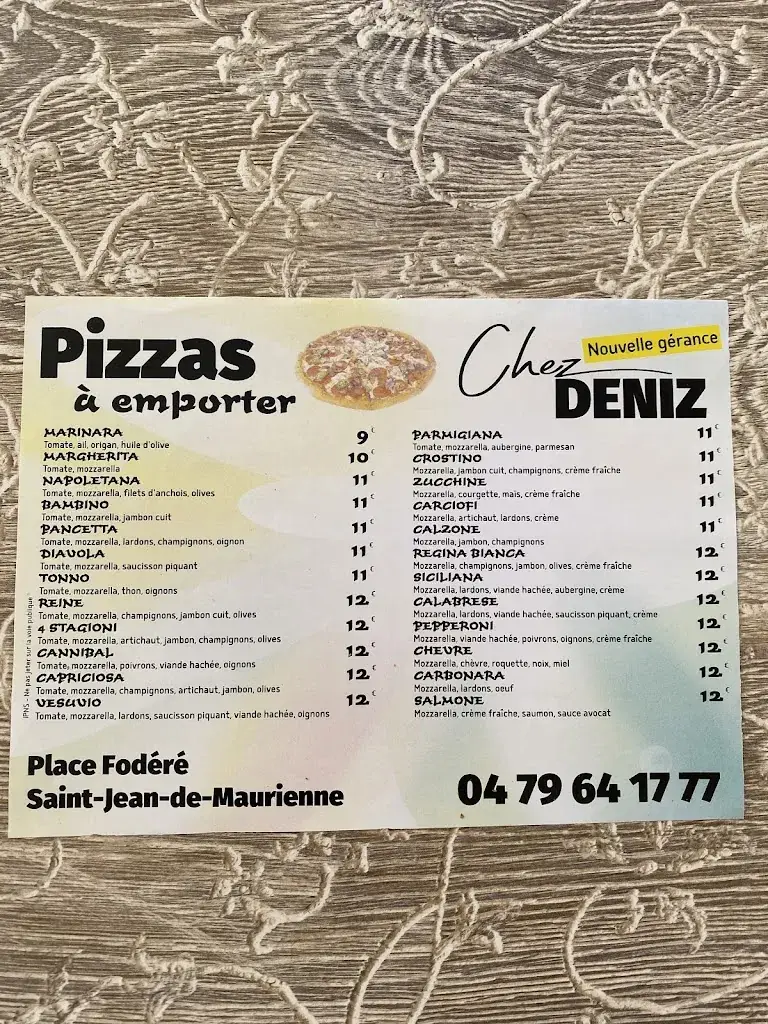 Pizzas
à emporter
Chez
DENIZ
Nouvelle gérance
MARINARA 9€
Tomate, ail, origan, huile d'olive
MARGHERITA 10€
Tomate, mozzarella
NAPOLETANA 11€
Tomate, mozzarella, filets d'anchois, olives
BAMBINO 11€
Tomate, mozzarella, jambon cuit
PANCETTA 11€
Tomate, mozzarella, lardons, champignons, oignon
DIAVOLA 11€
Tomate, mozzarella, saucisson piquant
TONNO 11€
Tomate, mozzarella, thon, oignons
REINE 12€
Tomate, mozzarella, champignons, jambon cuit, olives
4 STAGIONI 12€
Tomate, mozzarella, artichaut, jambon, champignons, olives
CANNIBAL 12€
Tomate, mozzarella, poivrons, viande hachée, oignons
CAPRICIOSA 12€
Tomate, mozzarella, champignons, artichaut, jambon, olives
VESUVIO 12€
Tomate, mozzarella, lardons, saucisson piquant, viande hachée, oignons
PARMIGIANA 11€
Tomate, mozzarella, aubergine, parmesan
CROSTINO 11€
Mozzarella, jambon cuit, champignons, crème fraîche
ZUCCHINE 11€
Mozzarella, courgette, mais, crème fraîche
CARCIOFI 11€
Mozzarella, artichaut, lardons, crème
CALZONE 11€
Mozzarella, jambon, champignons
REGINA BIANCA 12€
Mozzarella, champignons, jambon, olives, crème fraîche
SICILIANA 12€
Mozzarella, lardons, viande hachée, aubergine, crème
CALABRESE 12€
Mozzarella, lardons, viande hachée, saucisson piquant, crème
PEPPERONI 12€
Mozzarella, viande hachée, poivrons, oignons, crème fraîche
CHEVRE 12€
Mozzarella, chèvre, roquette, noix, miel
CARBONARA 12€
Mozzarella, lardons, oeuf
SALMONE 12€
Mozzarella, crème fraîche, saumon, sauce avocat
IPNS - Ne pas jeter sur la voie publique
Place Fodéré
Saint-Jean-de-Maurienne
04 79 64 17 77